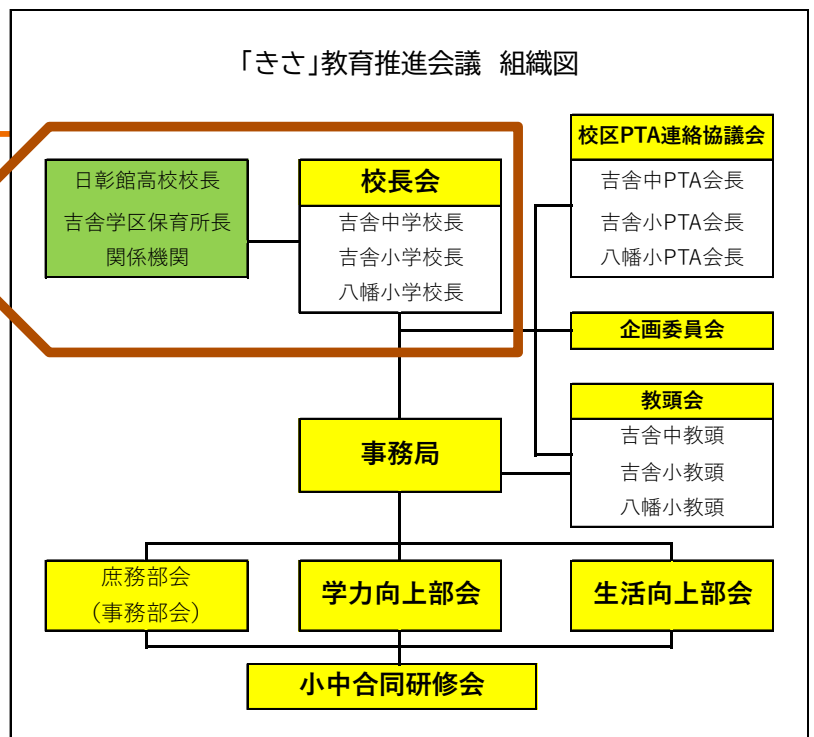 「きさ」教育推進会議 組織図
日彰館高校校長
吉舎学区保育所長
関係機関
校長会
吉舎中学校長
吉舎小学校長
八幡小学校長
校区PTA連絡協議会
吉舎中PTA会長
吉舎小PTA会長
八幡小PTA会長
企画委員会
教頭会
吉舎中教頭
吉舎小教頭
八幡小教頭
事務局
庶務部会
（事務部会）
学力向上部会
生活向上部会
小中合同研修会